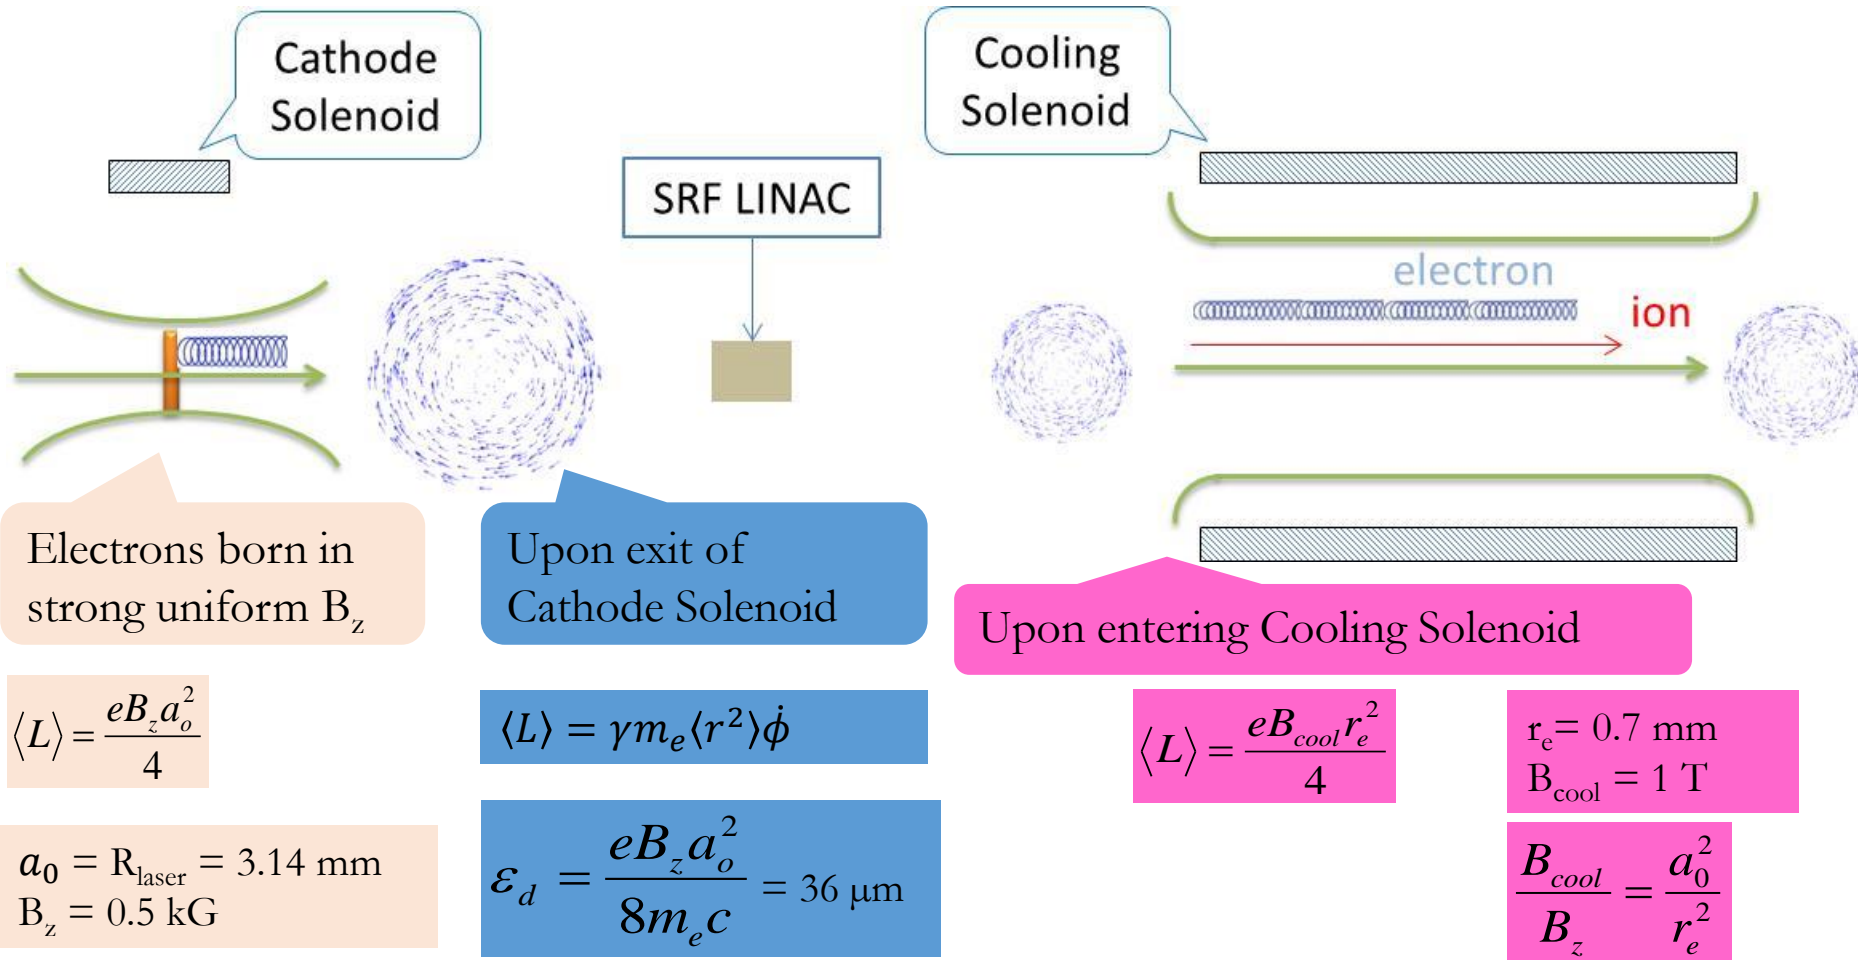 Cathode
Solenoid
Cooling
Solenoid
SRF LINAC
electron
ion
Electrons born in
strong uniform B_z
Upon exit of
Cathode Solenoid
Upon entering Cooling Solenoid
⟨L⟩ = eB_z a_o^2 / 4
⟨L⟩ = γm_e⟨r²⟩ϕ̇
⟨L⟩ = eB_cool r_e^2 / 4
r_e= 0.7 mm
B_cool = 1 T
a_0 = R_laser = 3.14 mm
B_z = 0.5 kG
ε_d = eB_z a_o^2 / 8m_e c = 36 µm
B_cool / B_z = a_0^2 / r_e^2